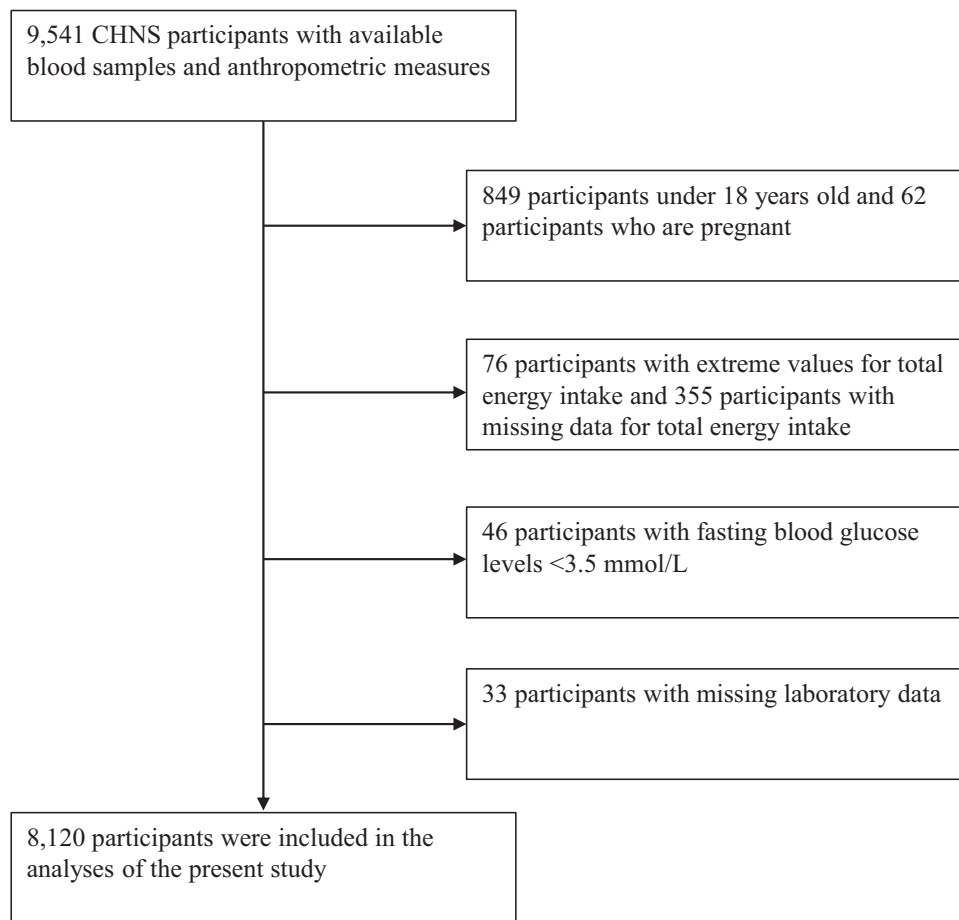 9,541 CHNS participants with available
blood samples and anthropometric measures
849 participants under 18 years old and 62
participants who are pregnant
76 participants with extreme values for total
energy intake and 355 participants with
missing data for total energy intake
46 participants with fasting blood glucose
levels <3.5 mmol/L
33 participants with missing laboratory data
8,120 participants were included in the
analyses of the present study